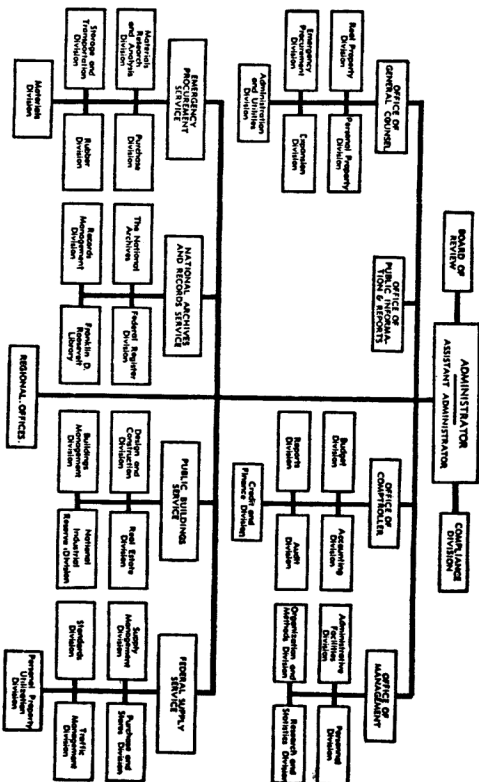 ADMINISTRATOR
ASSISTANT ADMINISTRATOR
BOARD OF
REVIEW
COMPLIANCE
DIVISION
OFFICE OF
GENERAL COUNSEL
Real Property
Division
Personal Property
Division
Emergency
Procurement
Division
Expansion
Division
Administration
and Utilities
Division
OFFICE OF
PUBLIC INFORMA-
TION & REPORTS
OFFICE OF
COMPTROLLER
Budget
Division
Accounting
Division
Reports
Division
Audit
Division
Credit and
Finance Division
OFFICE OF
MANAGEMENT
Administrative
Facilities
Division
Personnel
Division
Organization and
Methods Division
Research and
Statistics Division
EMERGENCY
PROCUREMENT
SERVICE
Materials
Research
and Analysis
Division
Purchase
Division
Storage and
Transportation
Division
Rubber
Division
Materials
Division
NATIONAL ARCHIVES
AND RECORDS SERVICE
The National
Archives
Federal Register
Division
Records
Management
Division
Franklin D.
Roosevelt
Library
PUBLIC BUILDINGS
SERVICE
Design and
Construction
Division
Real Estate
Division
Buildings
Management
Division
National
Industrial
Reserve Division
FEDERAL SUPPLY
SERVICE
Supply
Management
Division
Purchase and
Stores Division
Standards
Division
Traffic
Management
Division
Personal Property
Utilization
Division
REGIONAL OFFICES